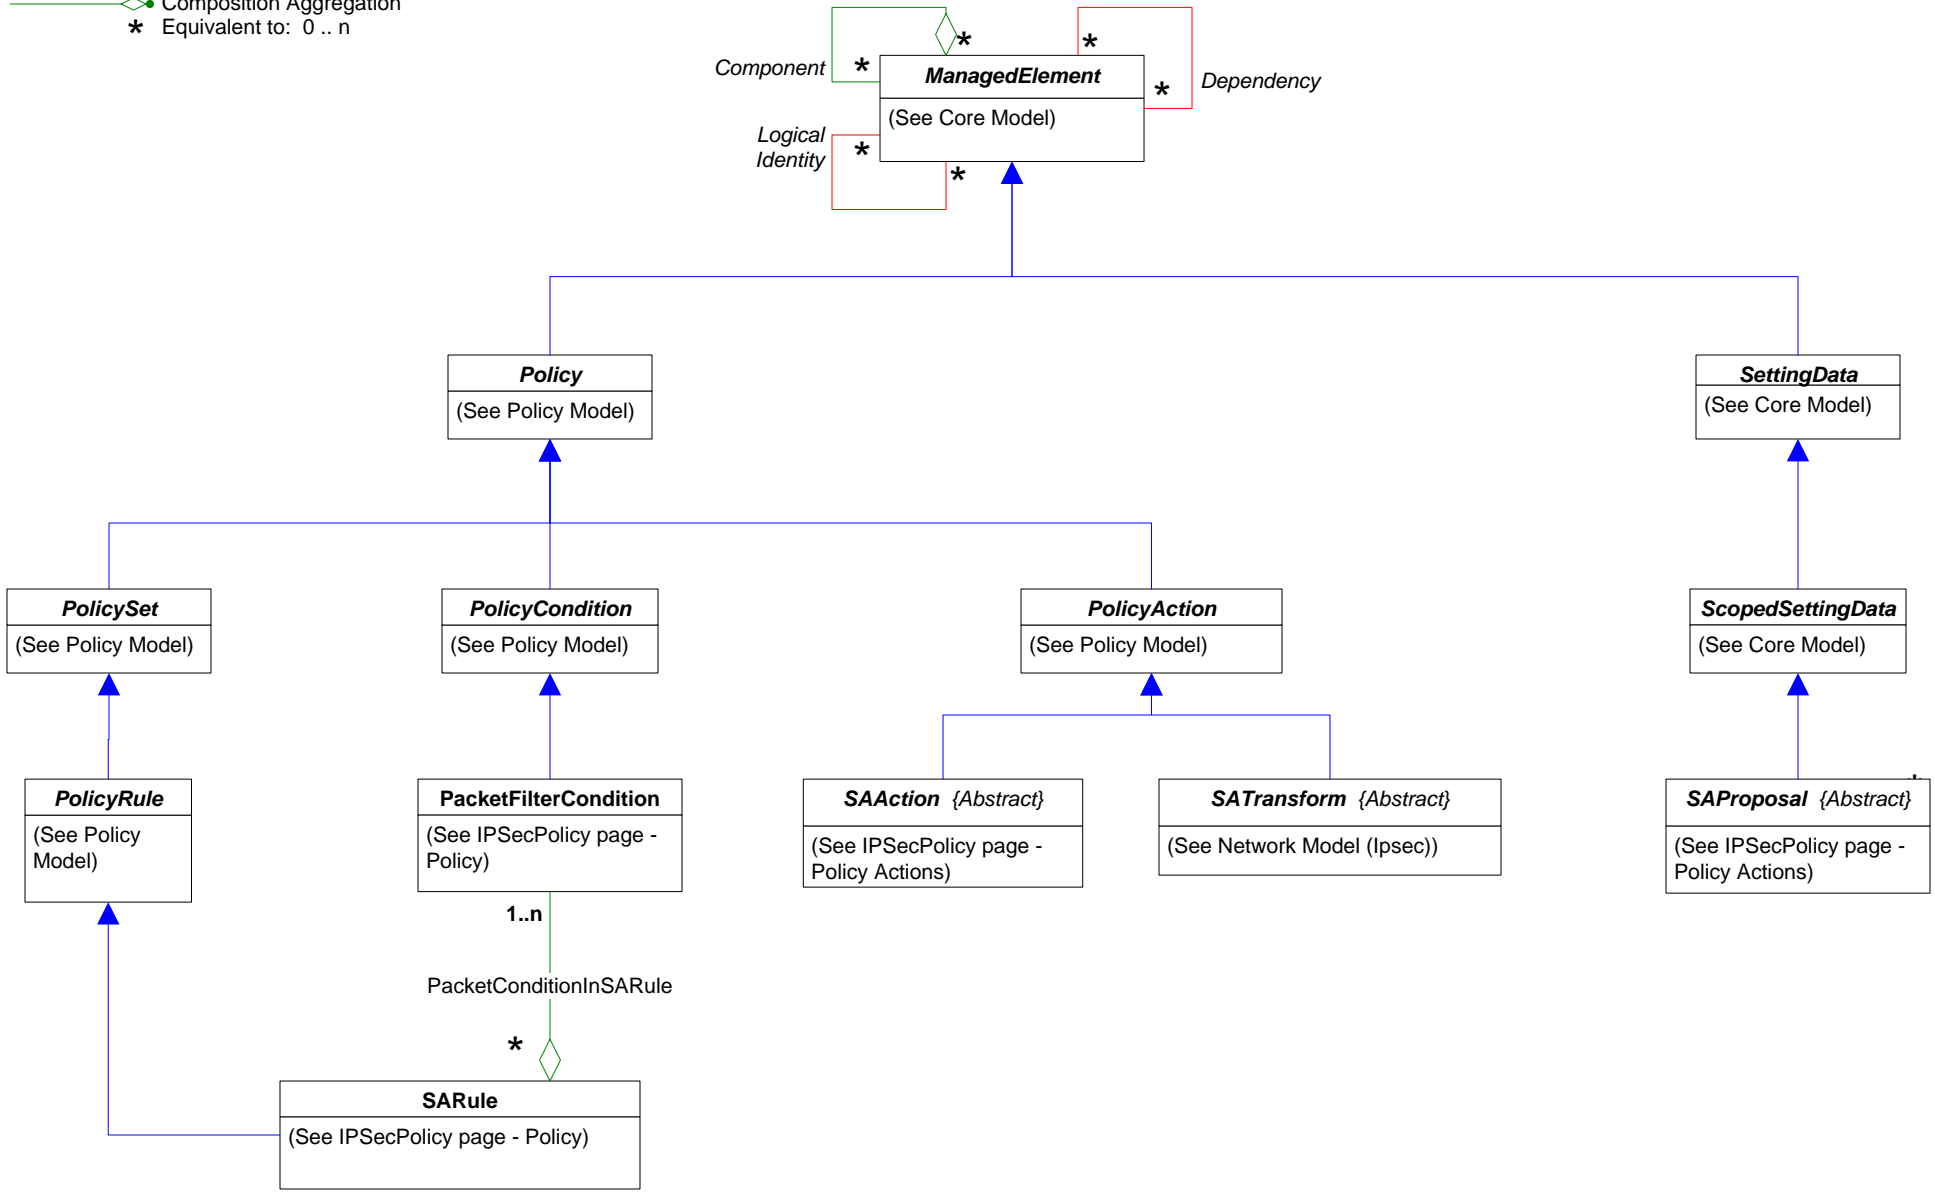 Composition Aggregation
* Equivalent to: 0 .. n
*
*
Component
*
ManagedElement
*
Dependency
(See Core Model)
Logical
Identity
*
*
Policy
(See Policy Model)
SettingData
(See Core Model)
PolicySet
(See Policy Model)
PolicyCondition
(See Policy Model)
PolicyAction
(See Policy Model)
ScopedSettingData
(See Core Model)
PolicyRule
(See Policy
Model)
PacketFilterCondition
(See IPSecPolicy page -
Policy)
SAAction {Abstract}
(See IPSecPolicy page -
Policy Actions)
SATransform {Abstract}
(See Network Model (Ipsec))
*
SAProposal {Abstract}
(See IPSecPolicy page -
Policy Actions)
1..n
PacketConditionInSARule
*
SARule
(See IPSecPolicy page - Policy)